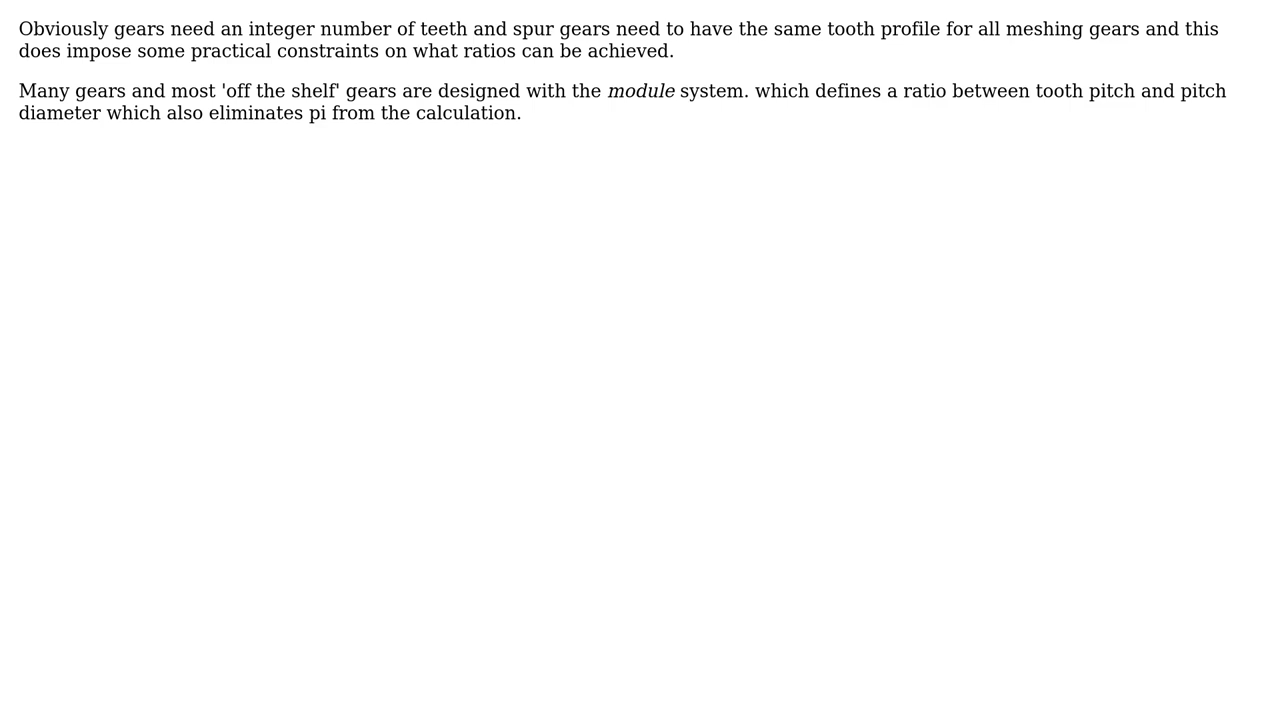 Obviously gears need an integer number of teeth and spur gears need to have the same tooth profile for all meshing gears and this
does impose some practical constraints on what ratios can be achieved.
Many gears and most 'off the shelf' gears are designed with the module system. which defines a ratio between tooth pitch and pitch
diameter which also eliminates pi from the calculation.